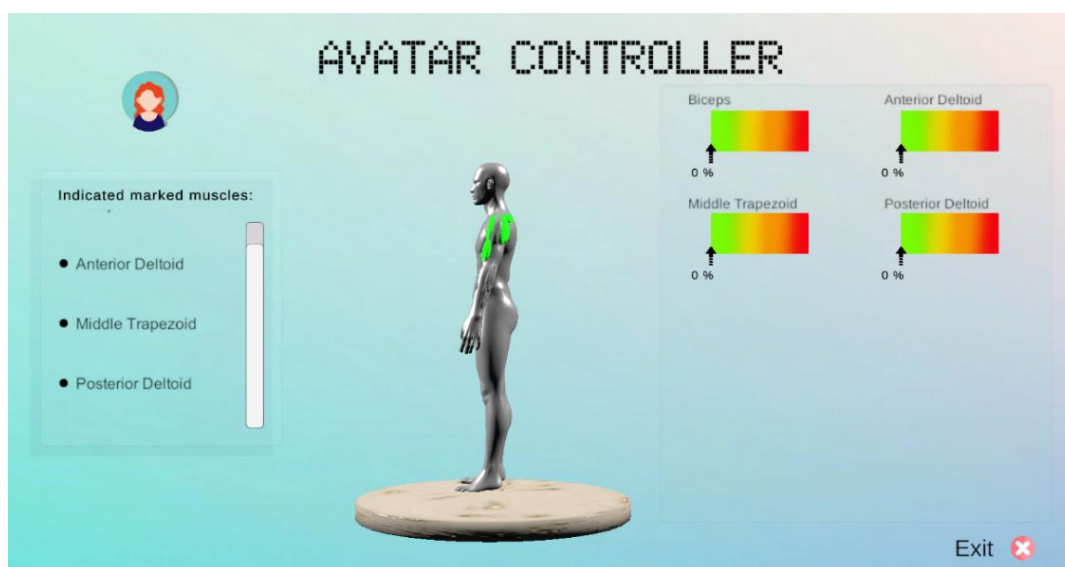 AVATAR CONTROLLER
Indicated marked muscles:
Anterior Deltoid
Middle Trapezoid
Posterior Deltoid
Biceps
0 %
Anterior Deltoid
0 %
Middle Trapezoid
0 %
Posterior Deltoid
0 %
Exit